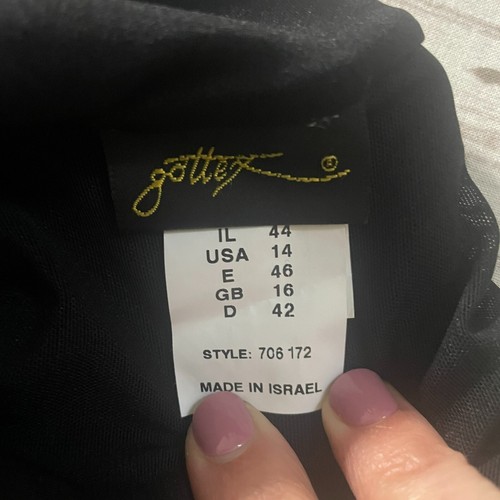 gottex ®
IL 44
USA 14
E 46
GB 16
D 42
STYLE: 706 172
MADE IN ISRAEL